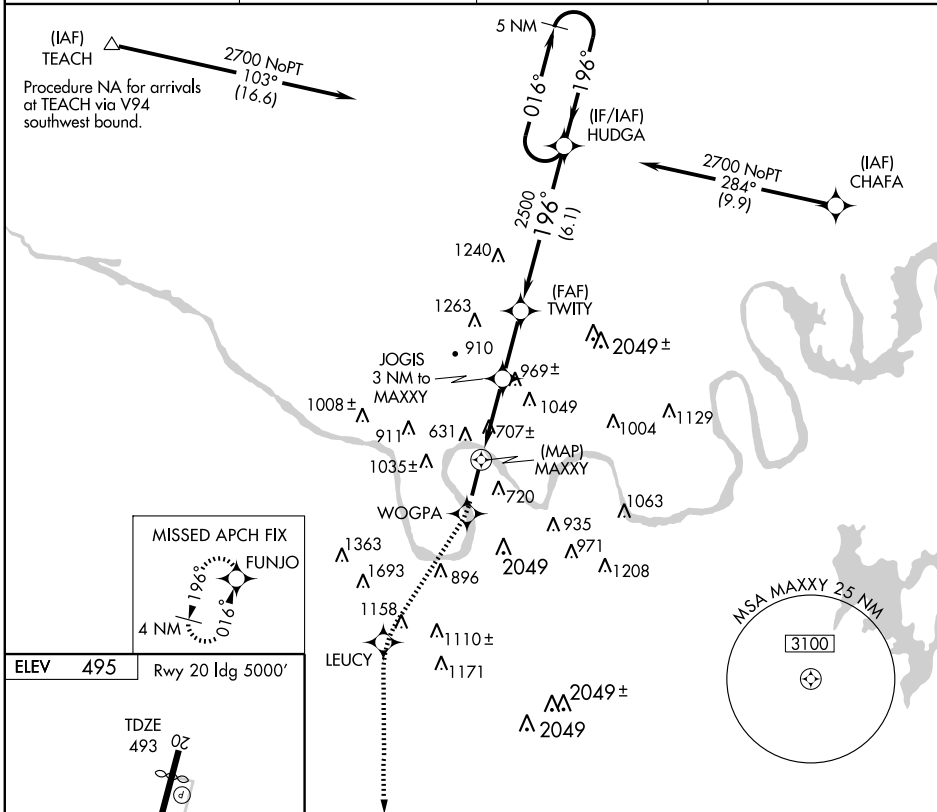 (IAF)
TEACH
2700 NoPT
103°
(16.6)
Procedure NA for arrivals
at TEACH via V94
southwest bound.
5 NM
016°
196°
(IF/IAF)
HUDGA
2700 NoPT
284°
(9.9)
(IAF)
CHAFA
2500
196°
(6.1)
1240
(FAF)
TWITY
1263
910
2049±
JOGIS
3 NM to
MAXXY
969±
1049
1008±
911
631
707±
1004
1129
1035±
(MAP)
MAXXY
720
WOGPA
1063
935
MISSED APCH FIX
FUNJO
196°
016°
4 NM
1363
1693
896
2049
971
1208
1158
1110±
LEUCY
1171
MSA MAXXY 25 NM
3100
2049±
2049
ELEV 495
Rwy 20 ldg 5000'
TDZE
493
20
P